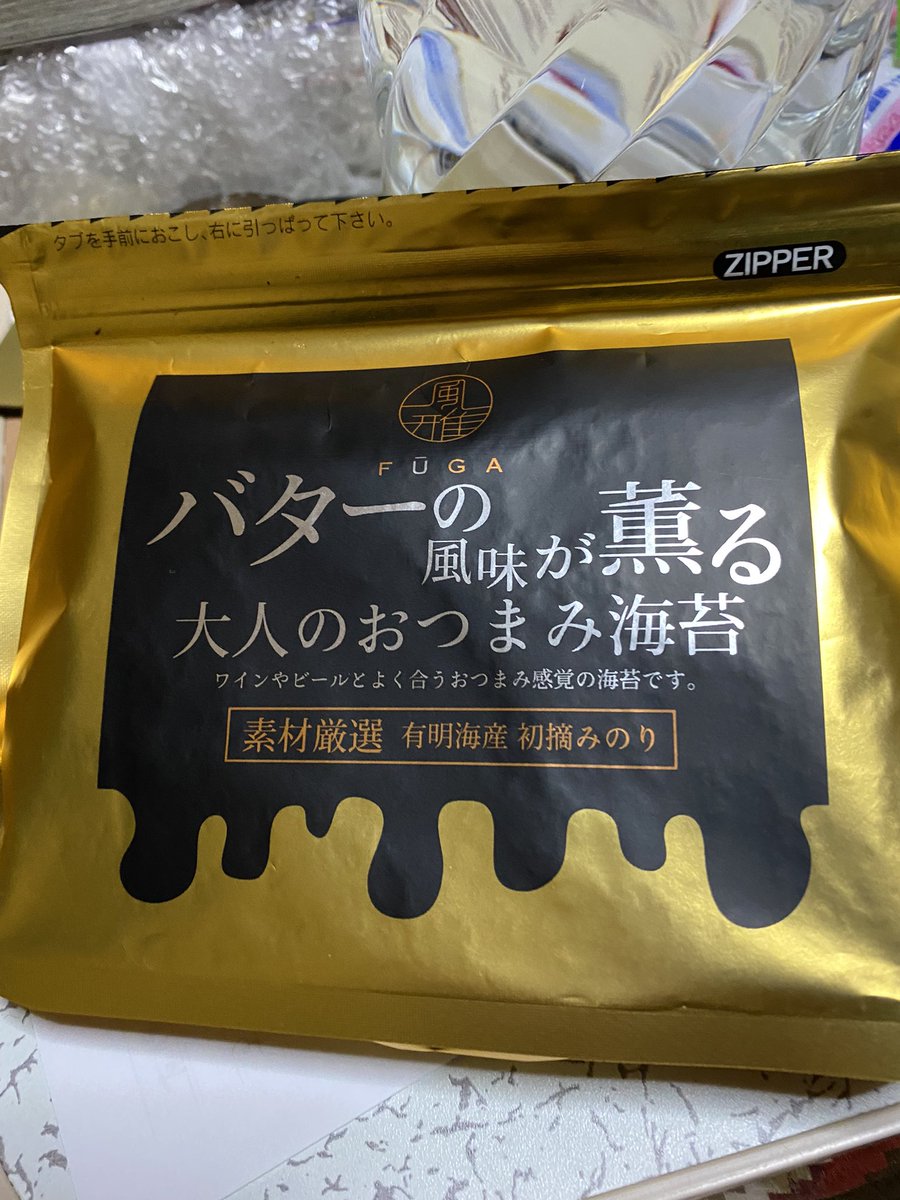 タブを手前におこし、右に引っぱって下さい。
ZIPPER
風雅
FŪGA
バターの
風味が薫る
大人のおつまみ海苔
ワインやビールとよく合うおつまみ感覚の海苔です。
素材厳選 有明海産 初摘みのり